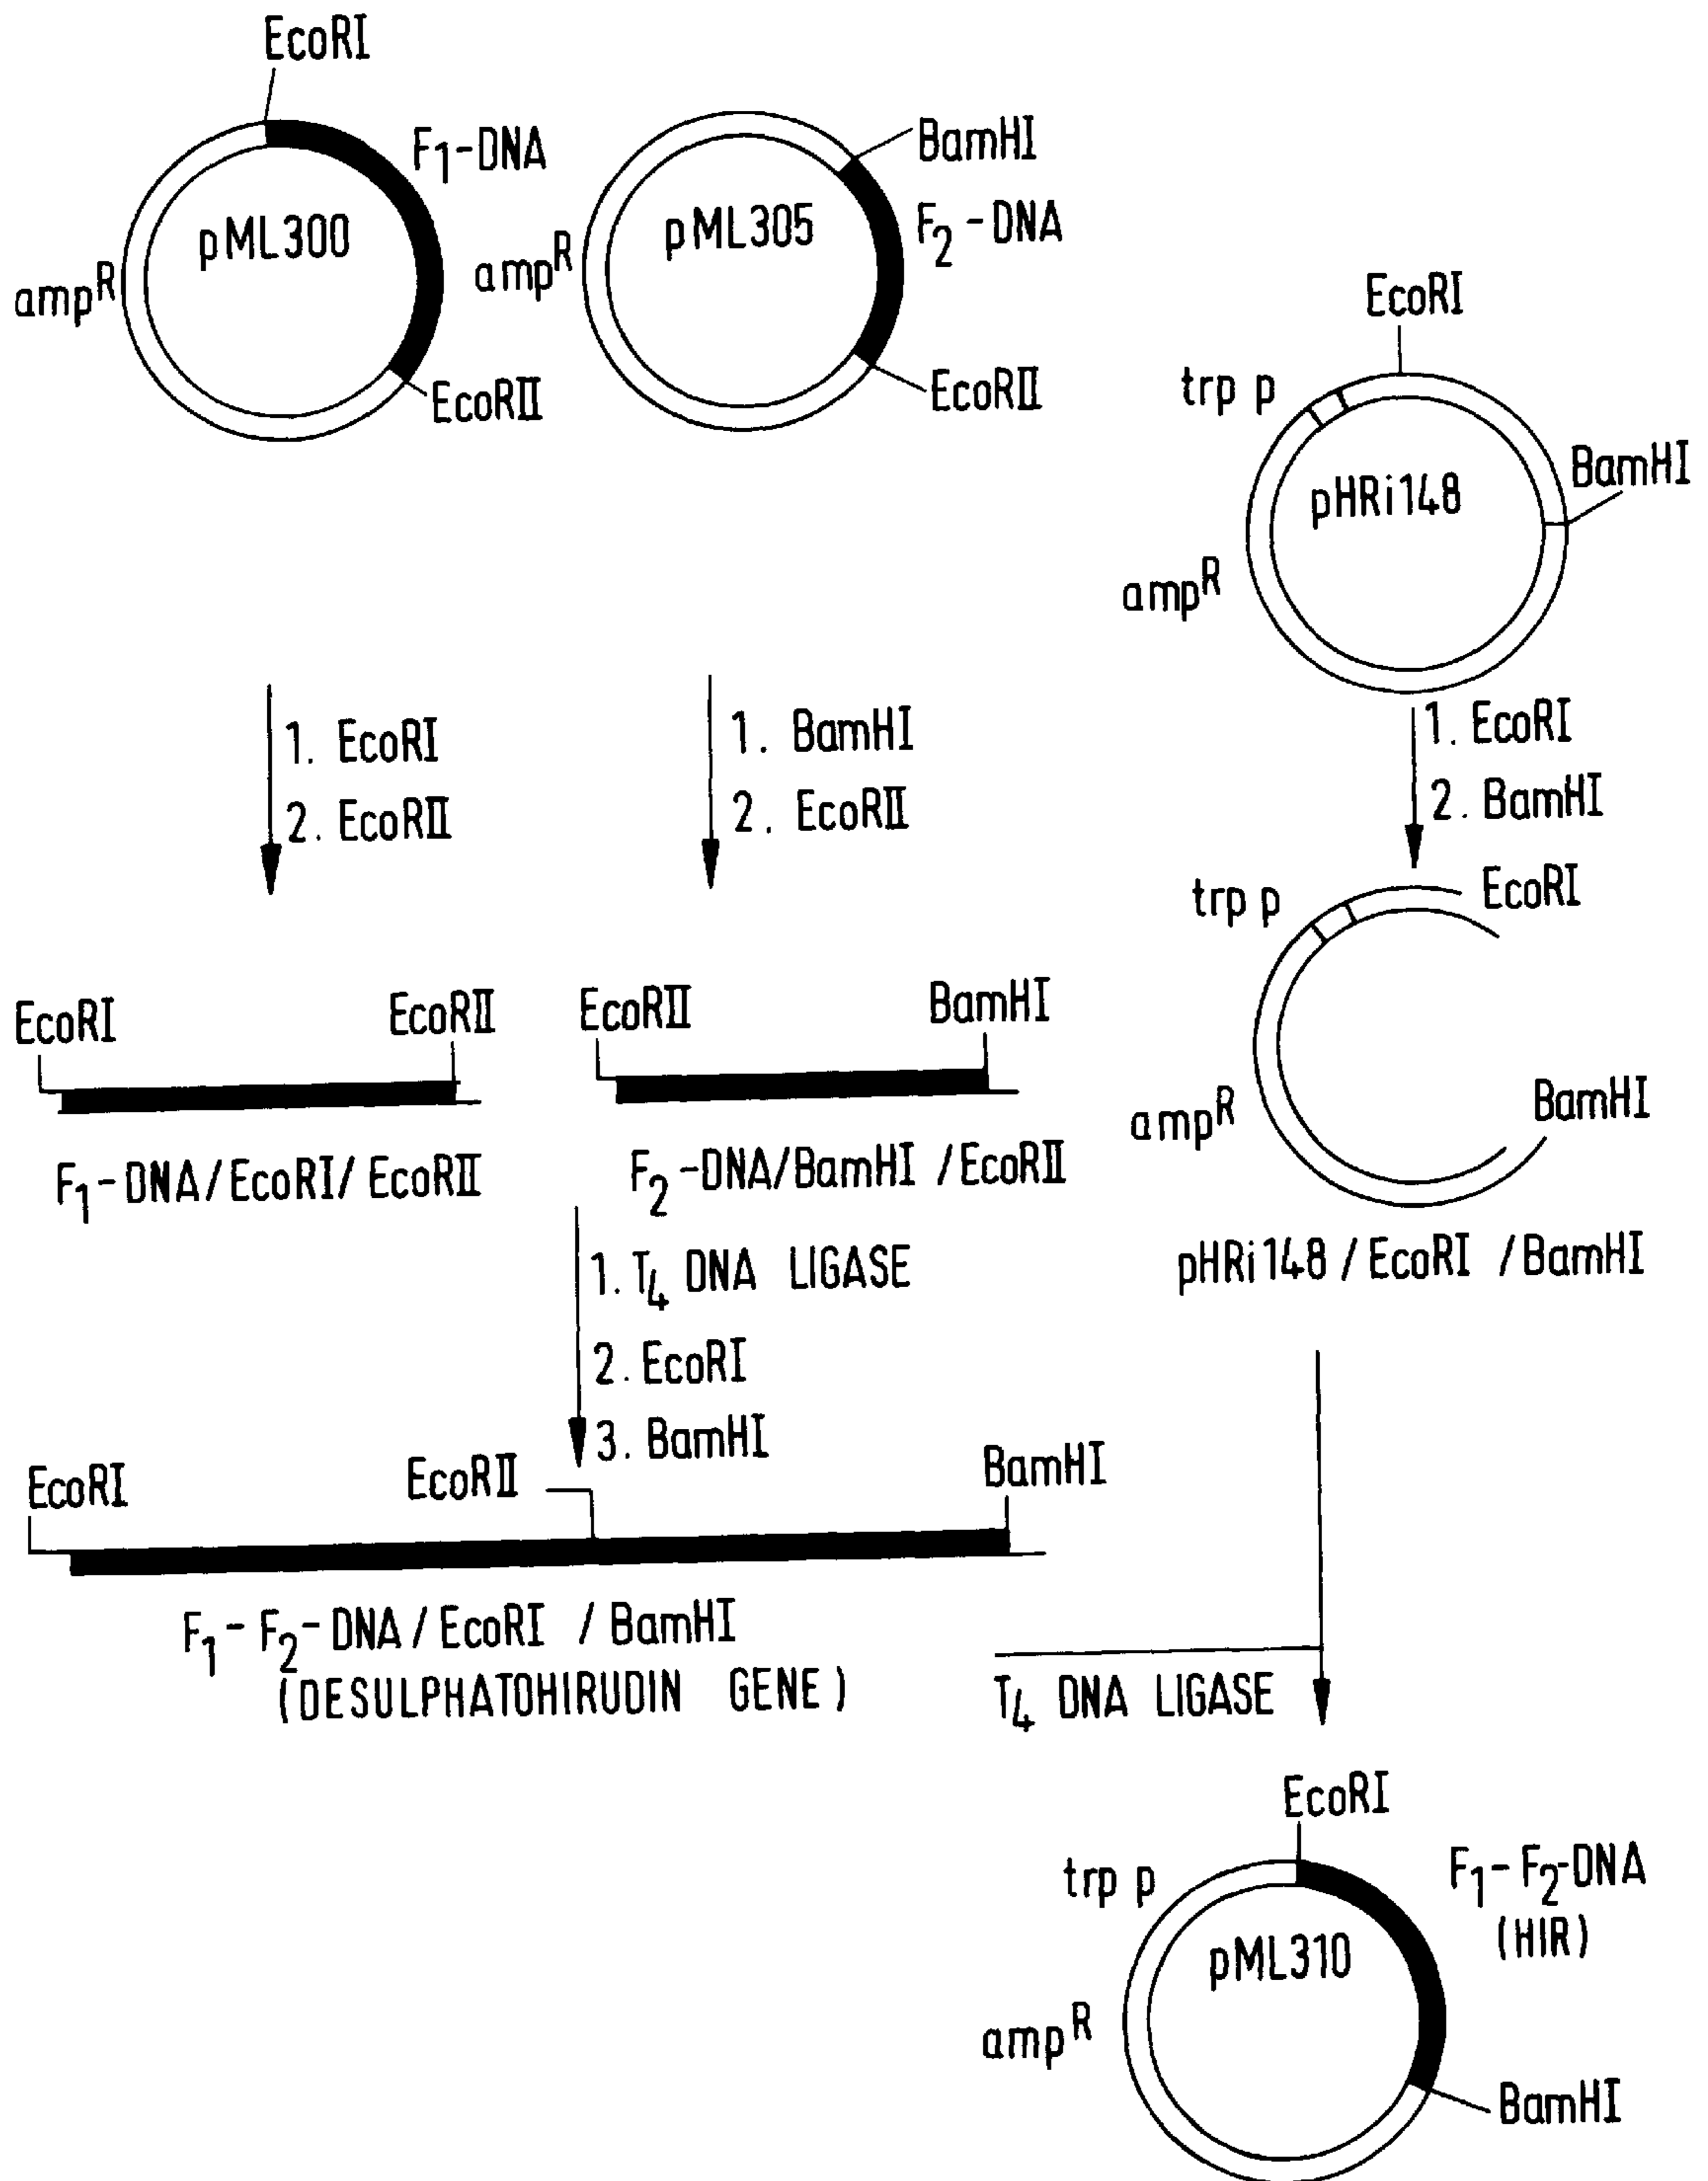 EcoRI
F1-DNA
pML300
ampR
EcoRII
BamHI
F2-DNA
pML305
ampR
EcoRII
EcoRI
trp p
BamHI
pHRi148
ampR
1. EcoRI
2. EcoRII
1. BamHI
2. EcoRII
1. EcoRI
2. BamHI
trp p
EcoRI
ampR
BamHI
pHRi148 / EcoRI / BamHI
EcoRI
EcoRII
F1-DNA/EcoRI/ EcoRII
EcoRII
BamHI
F2-DNA/BamHI /EcoRII
1. T4 DNA LIGASE
2. EcoRI
3. BamHI
EcoRI
EcoRII
BamHI
F1-F2-DNA / EcoRI / BamHI
(DESULPHATOHIRUDIN GENE)
T4 DNA LIGASE
EcoRI
trp p
F1-F2-DNA
(HIR)
pML310
ampR
BamHI